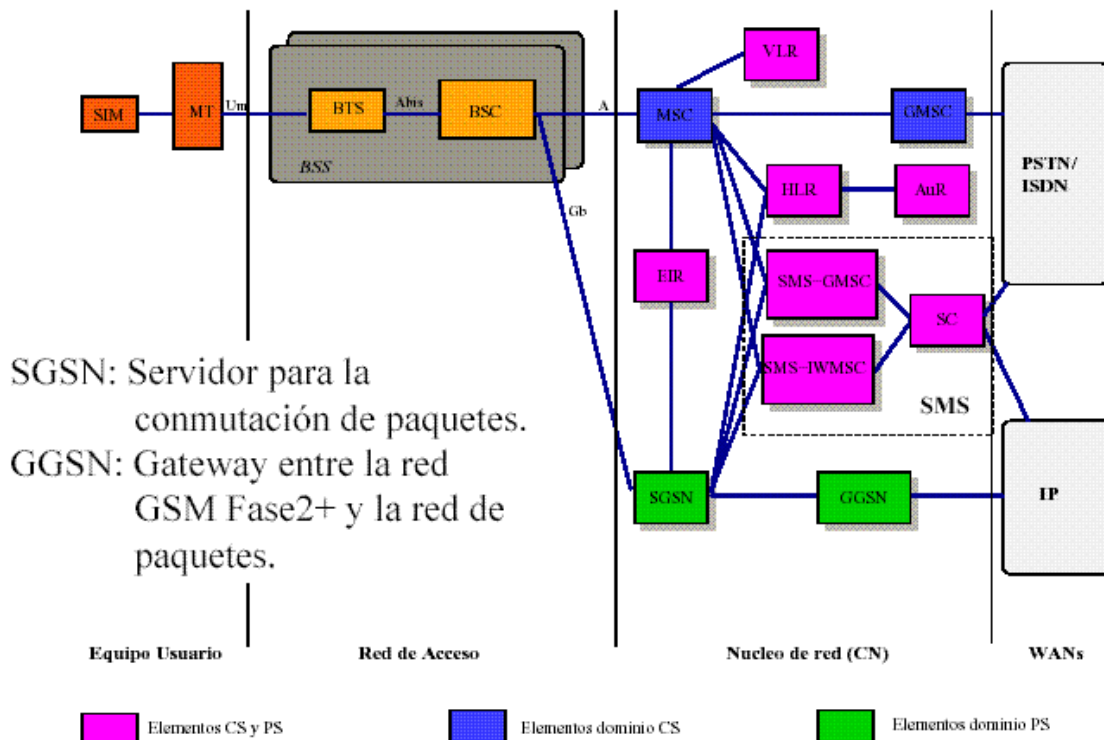 VLR
SIM
MT
Um
BTS
Abis
BSC
A
MSC
GMSC
BSS
PSTN/
ISDN
HLR
AuR
Gb
EIR
SMS-GMSC
SC
SMS-IWMSC
SMS
SGSN: Servidor para la
conmutación de paquetes.
GGSN: Gateway entre la red
GSM Fase2+ y la red de
paquetes.
SGSN
GGSN
IP
Equipo Usuario
Red de Acceso
Nucleo de red (CN)
WANs
Elementos CS y PS
Elementos dominio CS
Elementos dominio PS